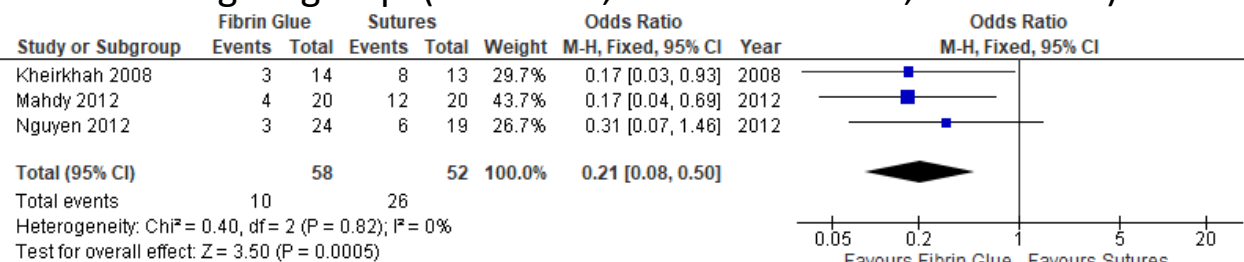 Fibrin Glue Sutures Odds Ratio Odds Ratio
Study or Subgroup Events Total Events Total Weight M-H, Fixed, 95% CI Year M-H, Fixed, 95% CI
Kheirkhah 2008 3 14 8 13 29.7% 0.17 [0.03, 0.93] 2008
Mahdy 2012 4 20 12 20 43.7% 0.17 [0.04, 0.69] 2012
Nguyen 2012 3 24 6 19 26.7% 0.31 [0.07, 1.46] 2012
Total (95% CI) 58 52 100.0% 0.21 [0.08, 0.50]
Total events 10 26
Heterogeneity: Chi² = 0.40, df = 2 (P = 0.82); I² = 0%
Test for overall effect: Z = 3.50 (P = 0.0005)
0.05 0.2 1 5 20
Favours Fibrin Glue Favours Sutures